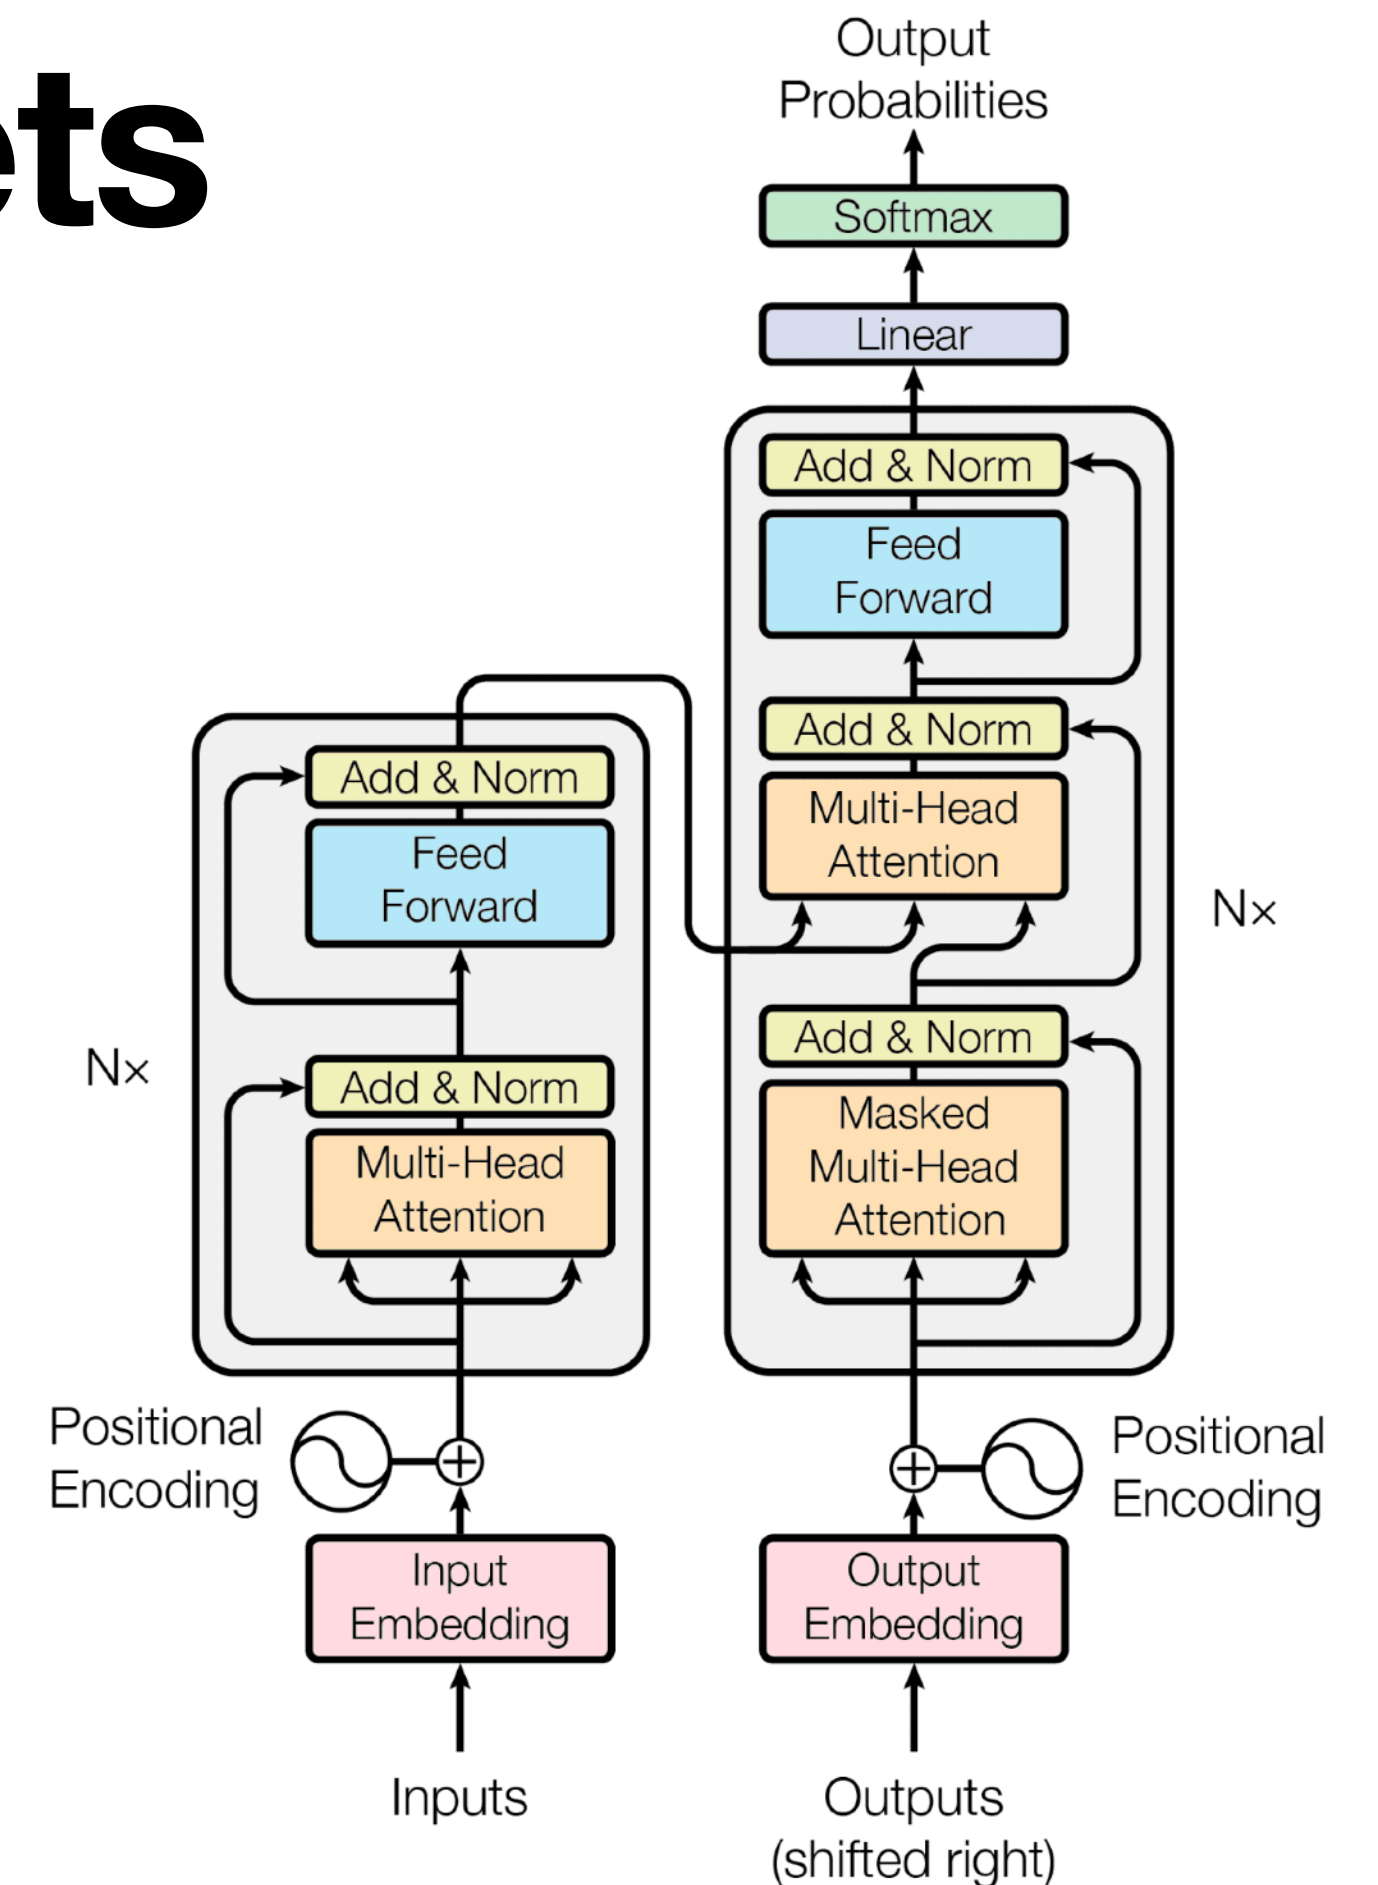 ets
Output
Probabilities
Softmax
Linear
Add & Norm
Feed
Forward
Add & Norm
Multi-Head
Attention
Nx
Add & Norm
Masked
Multi-Head
Attention
Add & Norm
Feed
Forward
Nx
Add & Norm
Multi-Head
Attention
Positional
Encoding
Positional
Encoding
Input
Embedding
Output
Embedding
Inputs
Outputs
(shifted right)